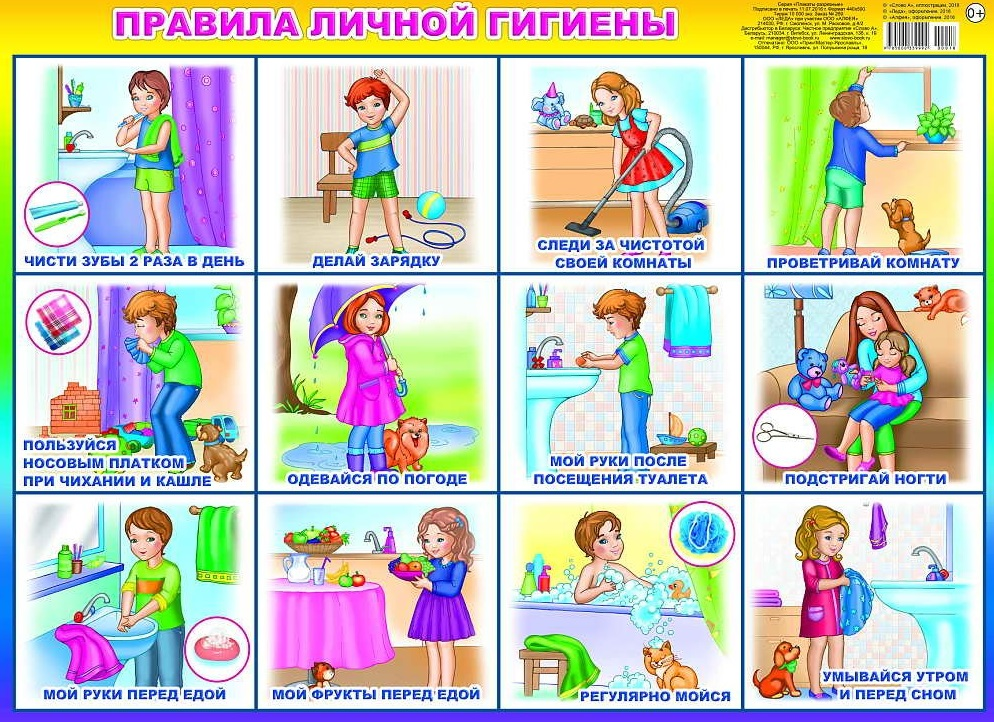 ПРАВИЛА ЛИЧНОЙ ГИГИЕНЫ
0+
ЧИСТИ ЗУБЫ 2 РАЗА В ДЕНЬ
ДЕЛАЙ ЗАРЯДКУ
СЛЕДИ ЗА ЧИСТОТОЙ
СВОЕЙ КОМНАТЫ
ПРОВЕТРИВАЙ КОМНАТУ
ПОЛЬЗУЙСЯ
НОСОВЫМ ПЛАТКОМ
ПРИ ЧИХАНИИ И КАШЛЕ
ОДЕВАЙСЯ ПО ПОГОДЕ
МОЙ РУКИ ПОСЛЕ
ПОСЕЩЕНИЯ ТУАЛЕТА
ПОДСТРИГАЙ НОГТИ
МОЙ РУКИ ПЕРЕД ЕДОЙ
МОЙ ФРУКТЫ ПЕРЕД ЕДОЙ
РЕГУЛЯРНО МОЙСЯ
УМЫВАЙСЯ УТРОМ
И ПЕРЕД СНОМ